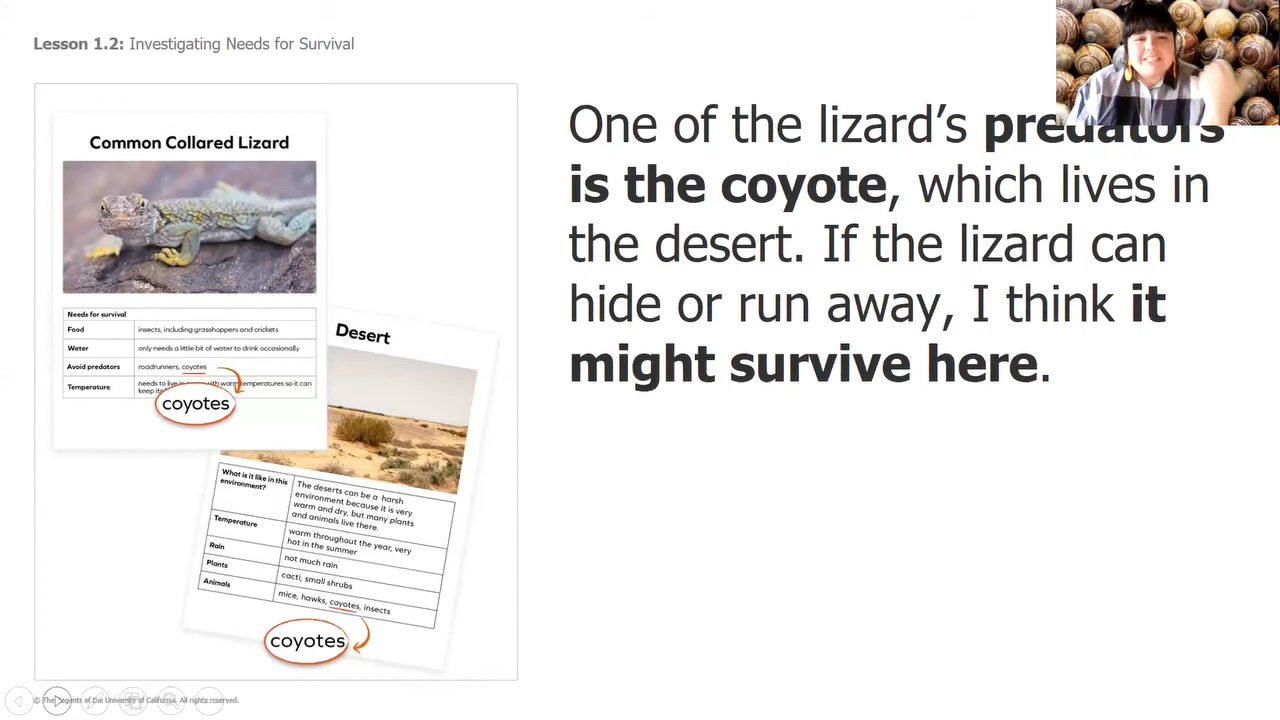 Lesson 1.2: Investigating Needs for Survival
Common Collared Lizard
Needs for survival
Food insects, including grasshoppers and crickets
Water only needs a little bit of water to drink occasionally
Avoid predators roadrunners, coyotes
Temperature needs to live in with warm temperatures so it can
keep its
coyotes
Desert
What is it like in this
environment?
The deserts can be a harsh
environment because it is very
warm and dry, but many plants
and animals live there.
Temperature warm throughout the year, very
hot in the summer
Rain not much rain
Plants cacti, small shrubs
Animals mice, hawks, coyotes, insects
coyotes
One of the lizard’s predators
is the coyote, which lives in
the desert. If the lizard can
hide or run away, I think it
might survive here.
© The Regents of the University of California. All rights reserved.